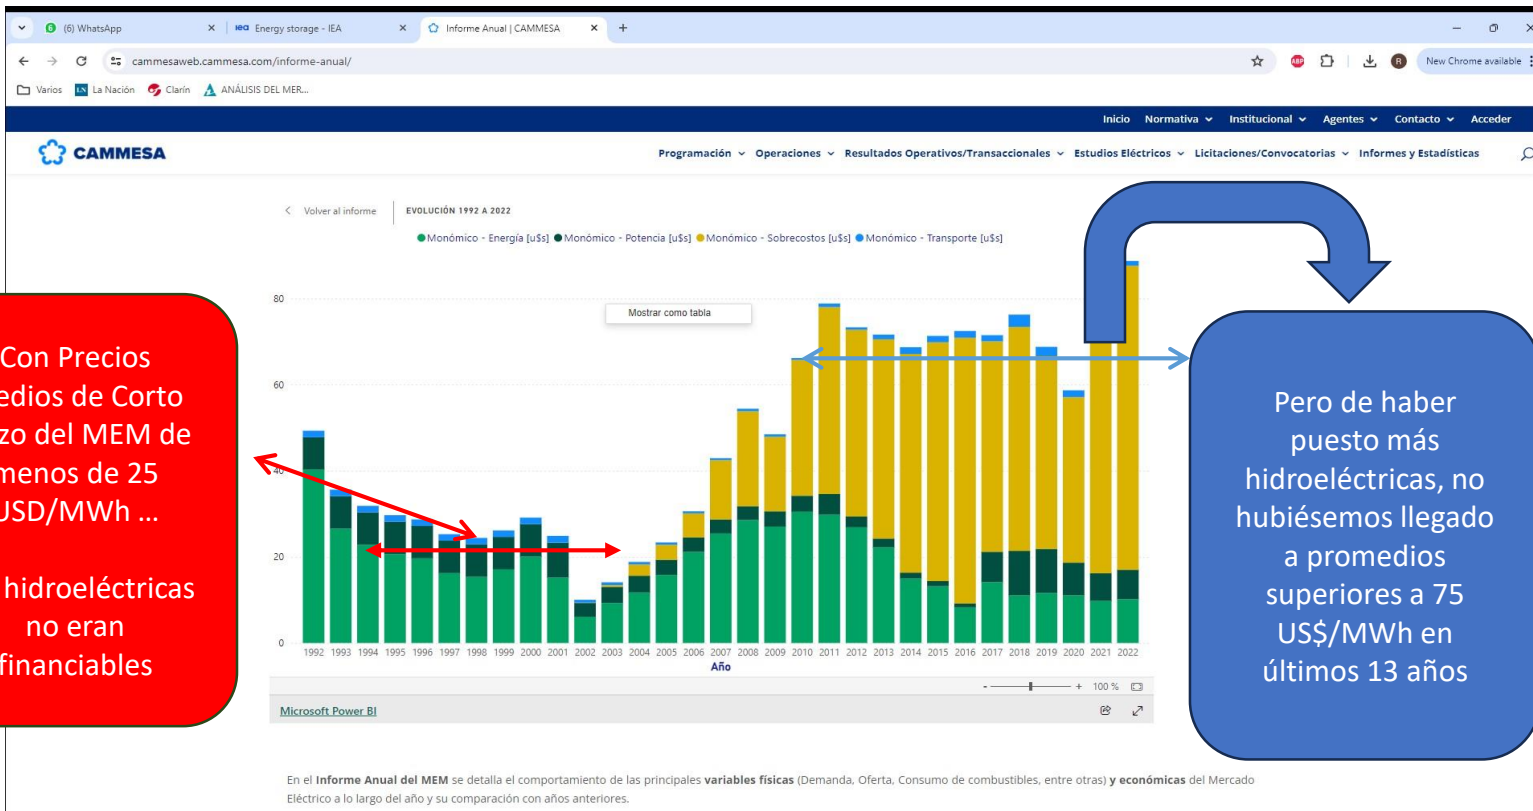 (6) WhatsApp
iea Energy storage - IEA
Informe Anual | CAMMESA
cammesaweb.cammesa.com/informe-anual/
ABP
R
New Chrome available
Varios
LN La Nación
Clarín
ANÁLISIS DEL MER...
Inicio Normativa Institucional Agentes Contacto Acceder
CAMMESA
Programación Operaciones Resultados Operativos/Transaccionales Estudios Eléctricos Licitaciones/Convocatorias Informes y Estadísticas
Volver al informe
EVOLUCIÓN 1992 A 2022
Monómico - Energía [u$s] Monómico - Potencia [u$s] Monómico - Sobrecostos [u$s] Monómico - Transporte [u$s]
Mostrar como tabla
80
60
40
20
0
1992 1993 1994 1995 1996 1997 1998 1999 2000 2001 2002 2003 2004 2005 2006 2007 2008 2009 2010 2011 2012 2013 2014 2015 2016 2017 2018 2019 2020 2021 2022
Año
- + 100 %
Microsoft Power BI
Con Precios
edios de Corto
zo del MEM de
menos de 25
USD/MWh ...
hidroeléctricas
no eran
financiables
Pero de haber
puesto más
hidroeléctricas, no
hubiésemos llegado
a promedios
superiores a 75
US$/MWh en
últimos 13 años
En el Informe Anual del MEM se detalla el comportamiento de las principales variables físicas (Demanda, Oferta, Consumo de combustibles, entre otras) y económicas del Mercado
Eléctrico a lo largo del año y su comparación con años anteriores.